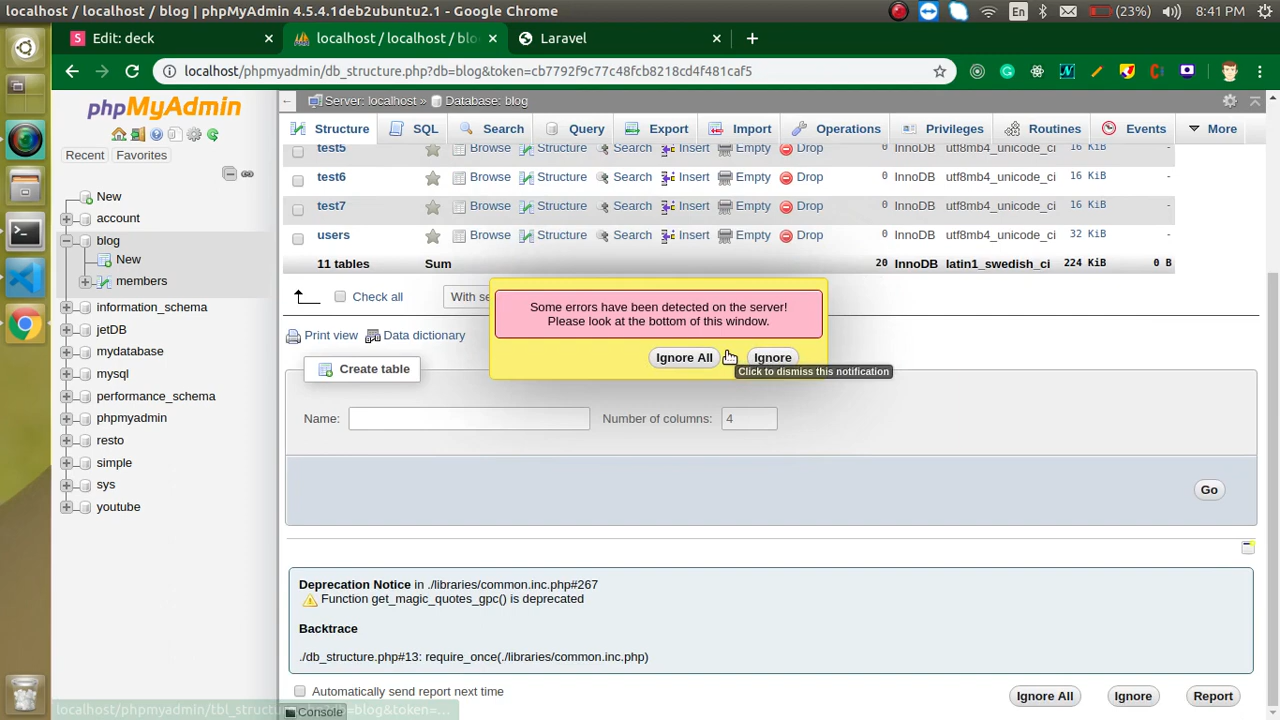 localhost / localhost / blog | phpMyAdmin 4.5.4.1deb2ubuntu2.1 - Google Chrome
En (23%) 8:41 PM
S Edit: deck
localhost / localhost / blo
Laravel
localhost/phpmyadmin/db_structure.php?db=blog&token=cb7792f9c77c48fcb8218cd4f481caf5
phpMyAdmin
Recent Favorites
New
account
blog
New
members
information_schema
jetDB
mydatabase
mysql
performance_schema
phpmyadmin
resto
simple
sys
youtube
Server: localhost » Database: blog
Structure SQL Search Query Export Import Operations Privileges Routines Events More
test5 Browse Structure Search Insert Empty Drop 0 InnoDB utf8mb4_unicode_ci 16 KiB -
test6 Browse Structure Search Insert Empty Drop 0 InnoDB utf8mb4_unicode_ci 16 KiB -
test7 Browse Structure Search Insert Empty Drop 0 InnoDB utf8mb4_unicode_ci 16 KiB -
users Browse Structure Search Insert Empty Drop 0 InnoDB utf8mb4_unicode_ci 32 KiB -
11 tables Sum 20 InnoDB latin1_swedish_ci 224 KiB 0 B
Check all With se
Some errors have been detected on the server!
Please look at the bottom of this window.
Ignore All Ignore
Click to dismiss this notification
Print view Data dictionary
Create table
Name: Number of columns: 4
Go
Deprecation Notice in ./libraries/common.inc.php#267
Function get_magic_quotes_gpc() is deprecated
Backtrace
./db_structure.php#13: require_once(./libraries/common.inc.php)
Automatically send report next time
Ignore All Ignore Report
Console